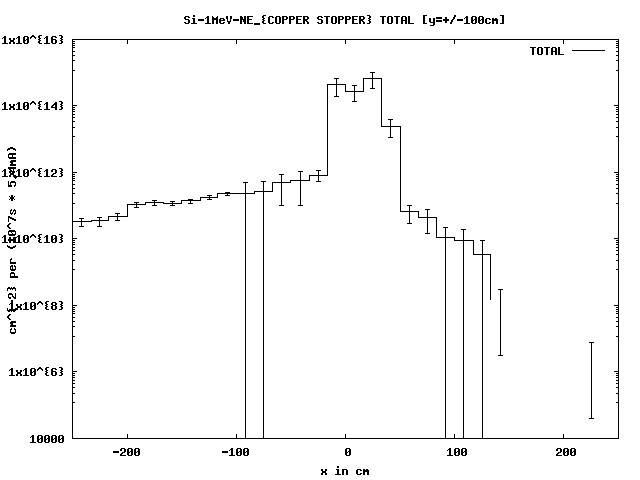 Si-1MeV-NE_{COPPER STOPPER} TOTAL [y=+/-100cm]
1x10^{16}
TOTAL
1x10^{14}
1x10^{12}
1x10^{10}
1x10^{8}
1x10^{6}
10000
-200
-100
0
100
200
x in cm
cm^{-2} per (10^7s * 5.0mA)